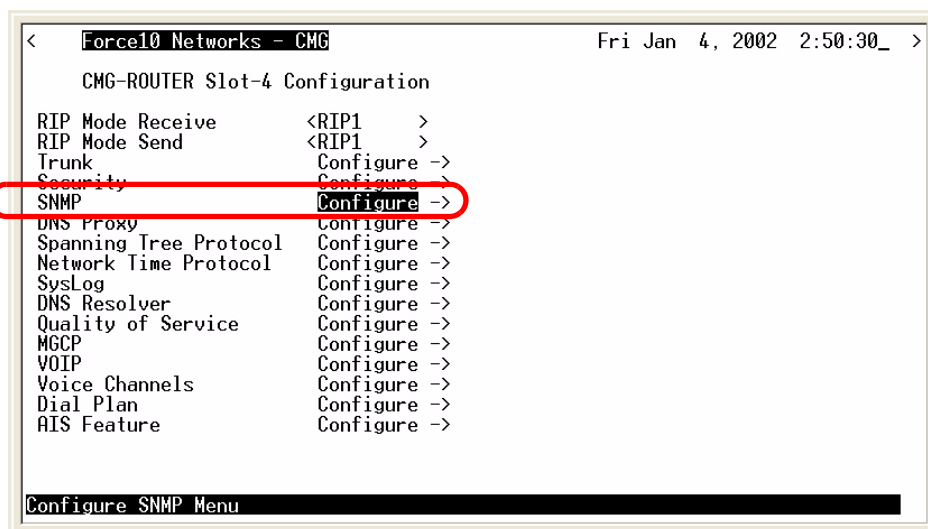 < Force10 Networks - CMG Fri Jan 4, 2002 2:50:30_ >
CMG-ROUTER Slot-4 Configuration
RIP Mode Receive <RIP1 >
RIP Mode Send <RIP1 >
Trunk Configure ->
Security Configure ->
SNMP Configure ->
DNS Proxy Configure ->
Spanning Tree Protocol Configure ->
Network Time Protocol Configure ->
SysLog Configure ->
DNS Resolver Configure ->
Quality of Service Configure ->
MGCP Configure ->
VOIP Configure ->
Voice Channels Configure ->
Dial Plan Configure ->
AIS Feature Configure ->
Configure SNMP Menu